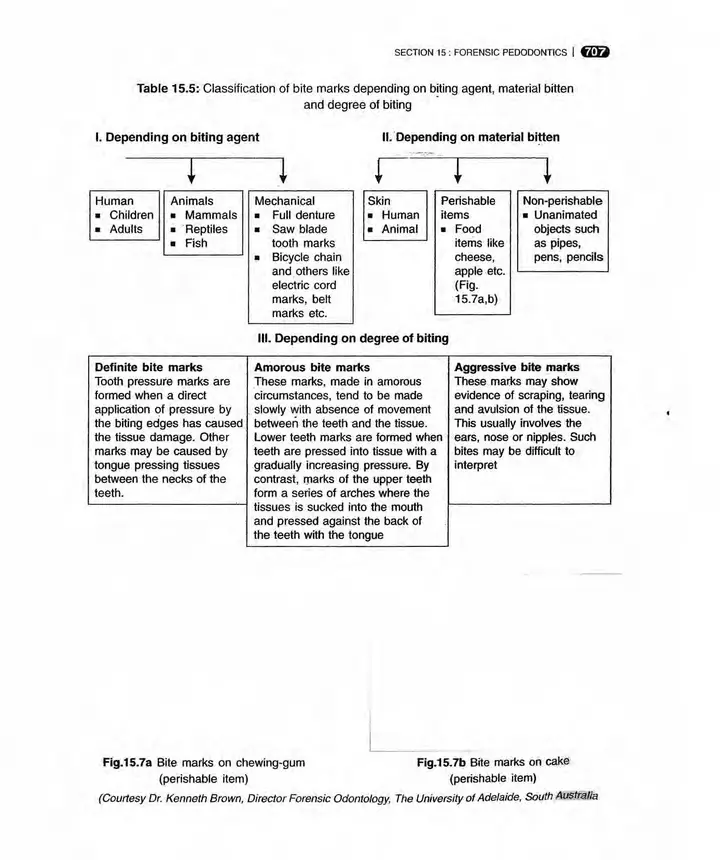 SECTION 15 : FORENSIC PEDODONTICS | 707
Table 15.5: Classification of bite marks depending on biting agent, material bitten
and degree of biting
I. Depending on biting agent
II. Depending on material bitten
Human
▪ Children
▪ Adults
Animals
▪ Mammals
▪ Reptiles
▪ Fish
Mechanical
▪ Full denture
▪ Saw blade
tooth marks
▪ Bicycle chain
and others like
electric cord
marks, belt
marks etc.
Skin
▪ Human
▪ Animal
Perishable
items
▪ Food
items like
cheese,
apple etc.
(Fig.
15.7a,b)
Non-perishable
▪ Unanimated
objects such
as pipes,
pens, pencils
III. Depending on degree of biting
Definite bite marks
Tooth pressure marks are
formed when a direct
application of pressure by
the biting edges has caused
the tissue damage. Other
marks may be caused by
tongue pressing tissues
between the necks of the
teeth.
Amorous bite marks
These marks, made in amorous
circumstances, tend to be made
slowly with absence of movement
between the teeth and the tissue.
Lower teeth marks are formed when
teeth are pressed into tissue with a
gradually increasing pressure. By
contrast, marks of the upper teeth
form a series of arches where the
tissues is sucked into the mouth
and pressed against the back of
the teeth with the tongue
Aggressive bite marks
These marks may show
evidence of scraping, tearing
and avulsion of the tissue.
This usually involves the
ears, nose or nipples. Such
bites may be difficult to
interpret
Fig.15.7a Bite marks on chewing-gum
(perishable item)
Fig.15.7b Bite marks on cake
(perishable item)
(Courtesy Dr. Kenneth Brown, Director Forensic Odontology, The University of Adelaide, South Australia